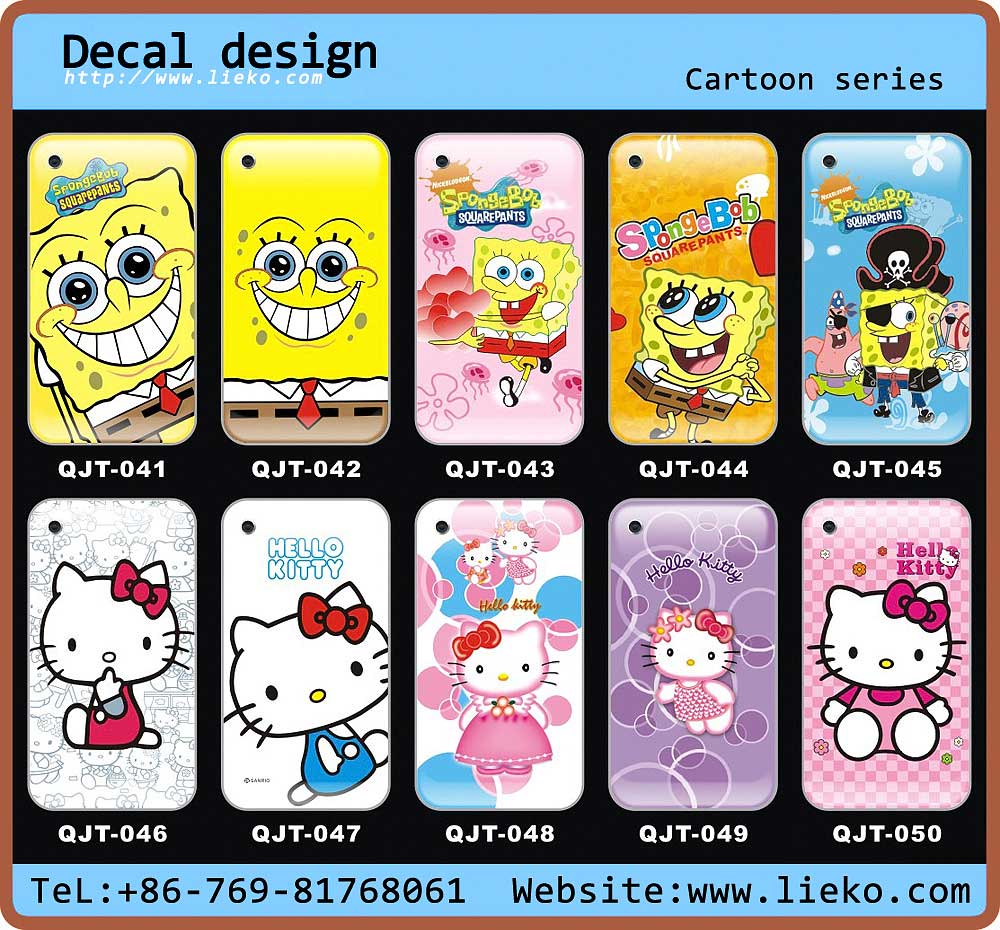 Decal design
http://www.lieko.com
Cartoon series
SpongeBob
SQUAREPANTS
NICKELODEON
SpongeBob
SQUAREPANTS
SPongeBob
SQUAREPANTS
NICKELODEON
SpongeBob
SQUAREPANTS
QJT-041 QJT-042 QJT-043 QJT-044 QJT-045
HELLO
KITTY
© SANRIO
Hello kitty
Hello Kitty
Hello
Kitty
QJT-046 QJT-047 QJT-048 QJT-049 QJT-050
TeL:+86-769-81768061 Website:www.lieko.com